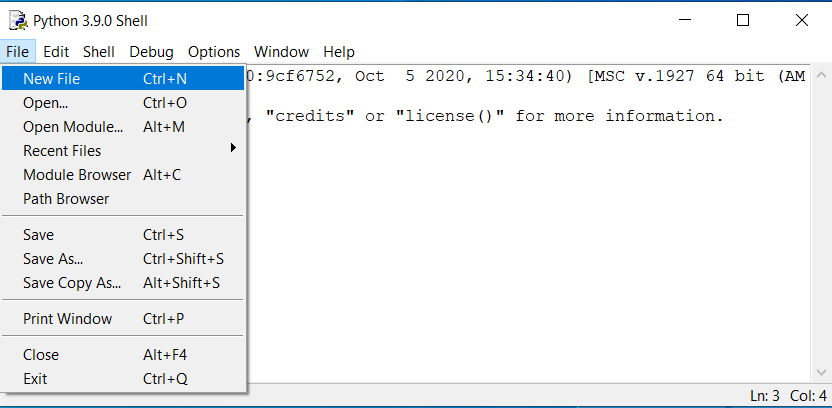 Python 3.9.0 Shell
File Edit Shell Debug Options Window Help
New File Ctrl+N
Open... Ctrl+O
Open Module... Alt+M
Recent Files
Module Browser Alt+C
Path Browser
Save Ctrl+S
Save As... Ctrl+Shift+S
Save Copy As... Alt+Shift+S
Print Window Ctrl+P
Close Alt+F4
Exit Ctrl+Q
0:9cf6752, Oct  5 2020, 15:34:40) [MSC v.1927 64 bit (AM
, "credits" or "license()" for more information.
Ln: 3 Col: 4